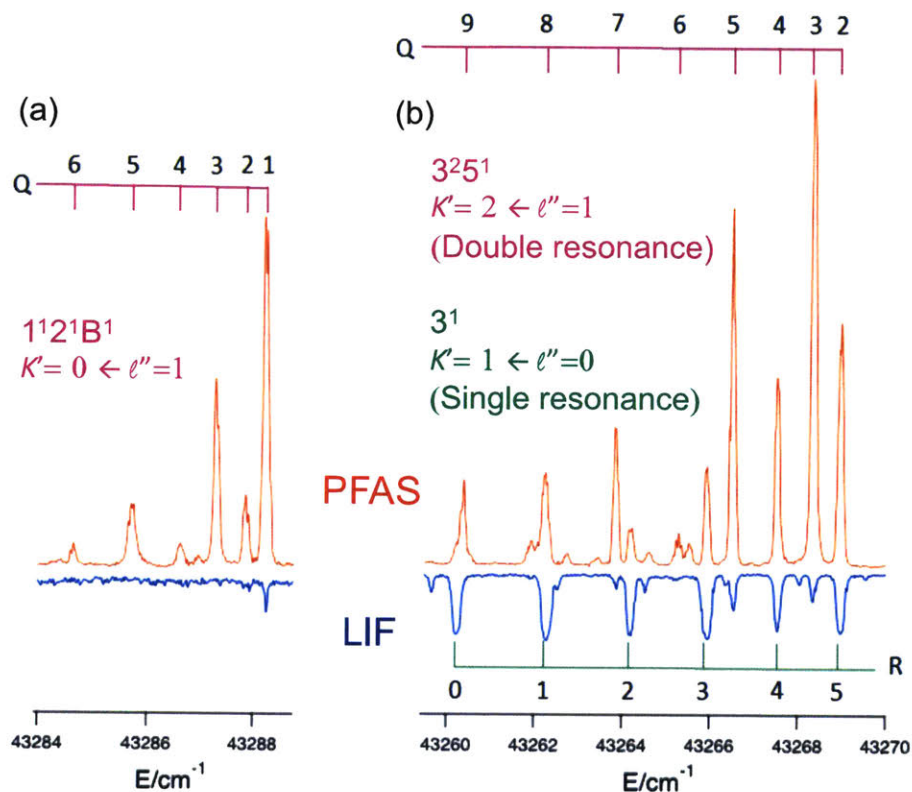 (a)
6 5 4 3 2 1
Q
1¹2¹B¹
K′= 0 ← ℓ″=1
43284 43286 43288
E/cm⁻¹
9 8 7 6 5 4 3 2
Q
(b)
3²5¹
K′= 2 ← ℓ″=1
(Double resonance)
3¹
K′= 1 ← ℓ″=0
(Single resonance)
PFAS
LIF
R
0 1 2 3 4 5
43260 43262 43264 43266 43268 43270
E/cm⁻¹